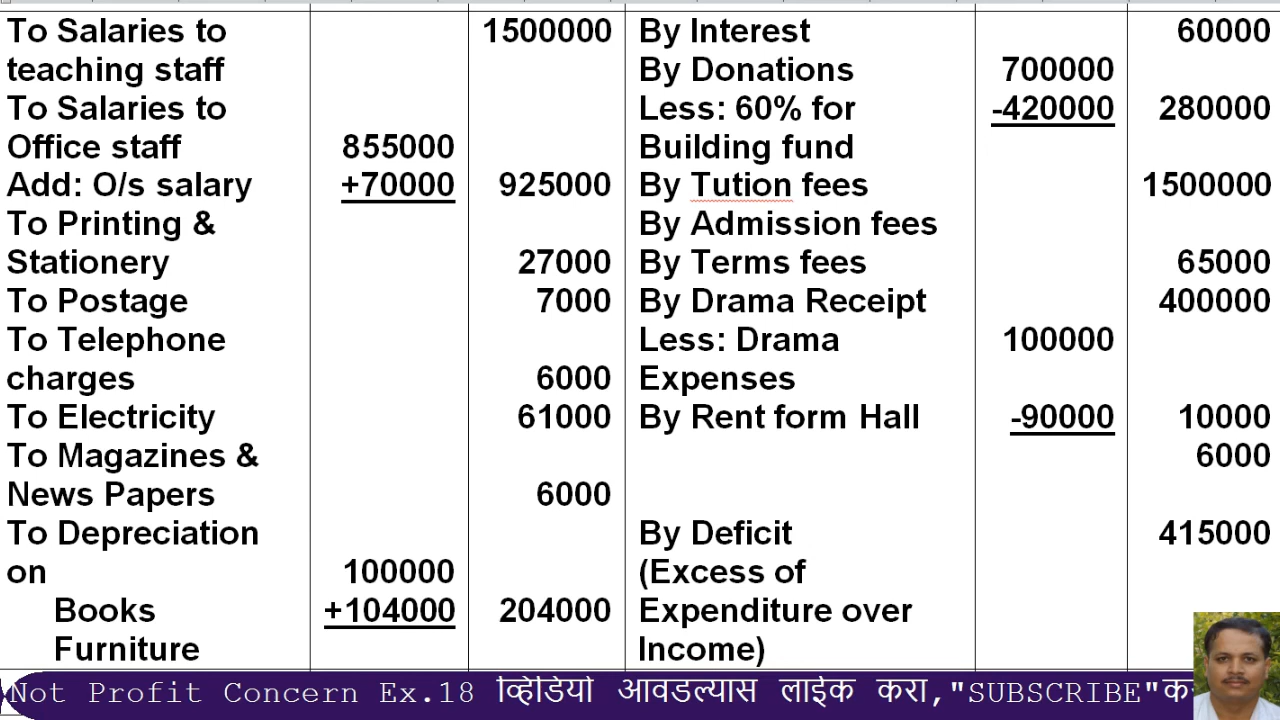 To Salaries to 1500000 By Interest 60000
teaching staff By Donations 700000
To Salaries to Less: 60% for -420000 280000
Office staff 855000 Building fund
Add: O/s salary +70000 925000 By Tution fees 1500000
To Printing & By Admission fees
Stationery 27000 By Terms fees 65000
To Postage 7000 By Drama Receipt 400000
To Telephone Less: Drama 100000
charges 6000 Expenses
To Electricity 61000 By Rent form Hall -90000 10000
To Magazines & 6000
News Papers 6000
To Depreciation By Deficit 415000
on 100000 (Excess of
Books +104000 204000 Expenditure over
Furniture Income)
Not Profit Concern Ex.18 व्हिडियो आवडल्यास लाईक करा,"SUBSCRIBE"कर